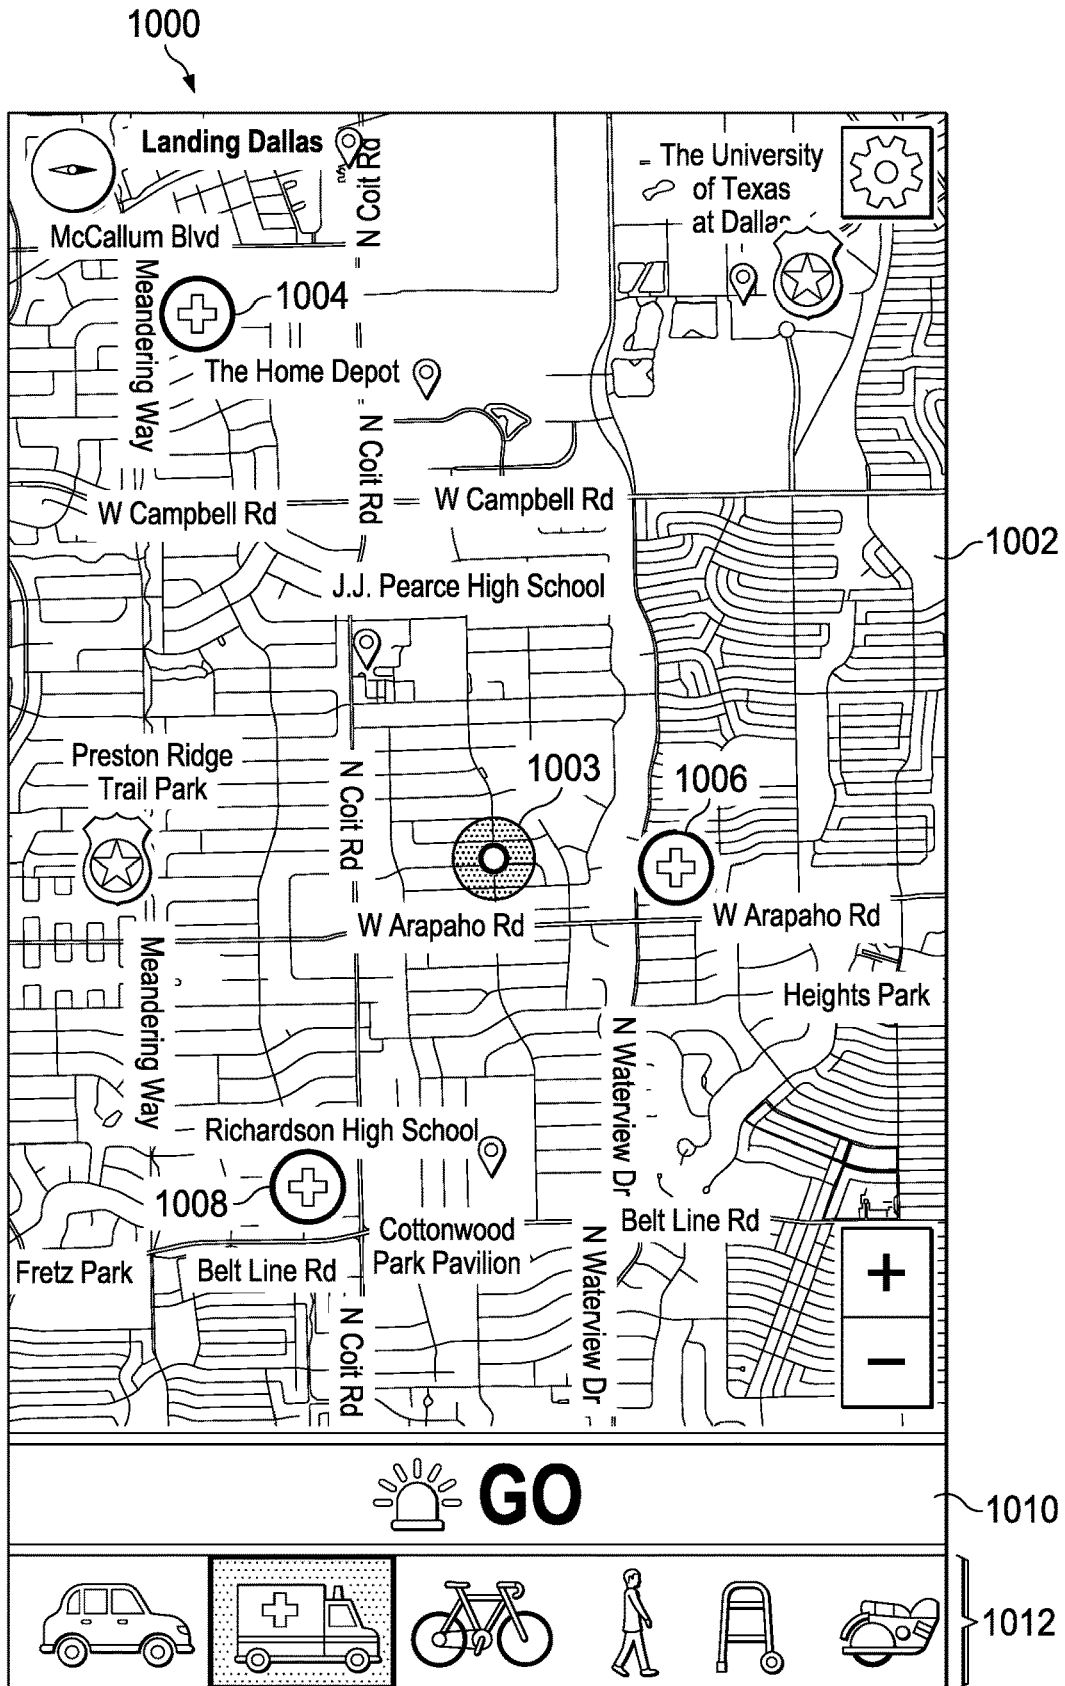 1000
Landing Dallas
N Coit Rd
The University
of Texas
at Dallas
McCallum Blvd
Meandering Way
1004
The Home Depot
N Coit Rd
W Campbell Rd
W Campbell Rd
1002
J.J. Pearce High School
Preston Ridge
Trail Park
N Coit Rd
1003
1006
W Arapaho Rd
W Arapaho Rd
Meandering Way
Heights Park
N Waterview Dr
Richardson High School
1008
Cottonwood
Park Pavilion
Belt Line Rd
Fretz Park
Belt Line Rd
N Coit Rd
N Waterview Dr
+
−
GO
1010
1012